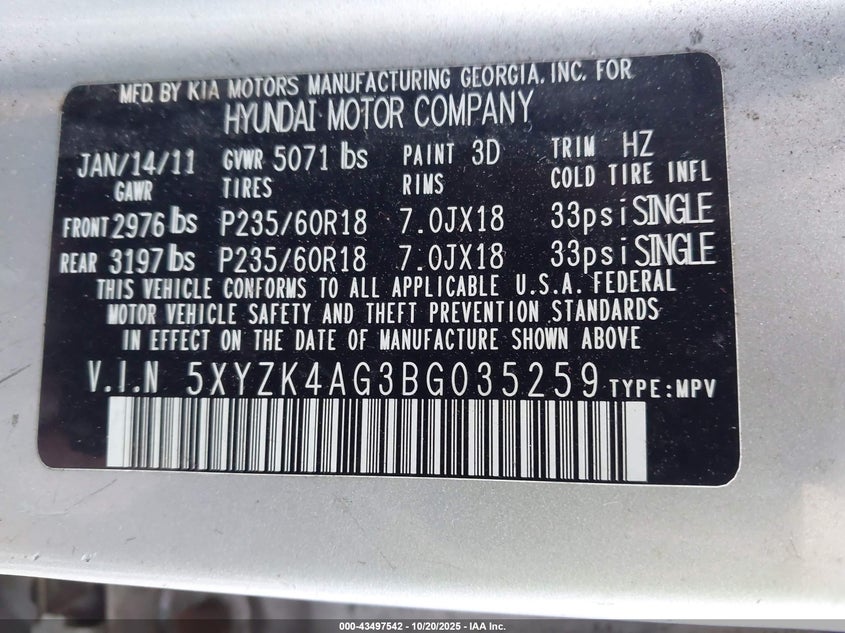 MFD. BY KIA MOTORS MANUFACTURING GEORGIA. INC. FOR
HYUNDAI MOTOR COMPANY
JAN/14/11 GVWR 5071 lbs PAINT 3D TRIM HZ
GAWR TIRES RIMS COLD TIRE INFL
FRONT 2976 lbs P235/60R18 7.0JX18 33psi SINGLE
REAR 3197 lbs P235/60R18 7.0JX18 33psi SINGLE
THIS VEHICLE CONFORMS TO ALL APPLICABLE U.S.A. FEDERAL
MOTOR VEHICLE SAFETY AND THEFT PREVENTION STANDARDS
IN EFFECT ON THE DATE OF MANUFACTURE SHOWN ABOVE
V.I.N 5XYZK4AG3BG035259 TYPE:MPV
000-43497542 - 10/20/2025 - IAA Inc.